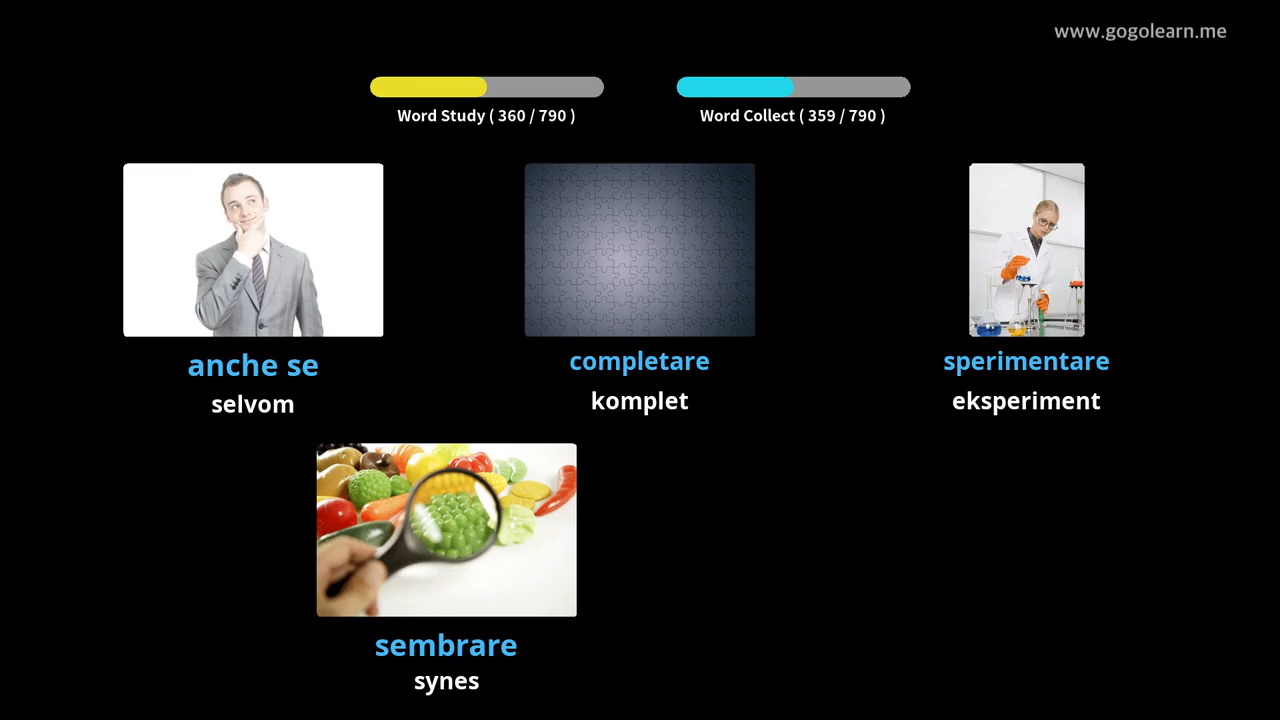 www.gogolearn.me
Word Study ( 360 / 790 )
Word Collect ( 359 / 790 )
anche se
selvom
completare
komplet
sperimentare
eksperiment
sembrare
synes